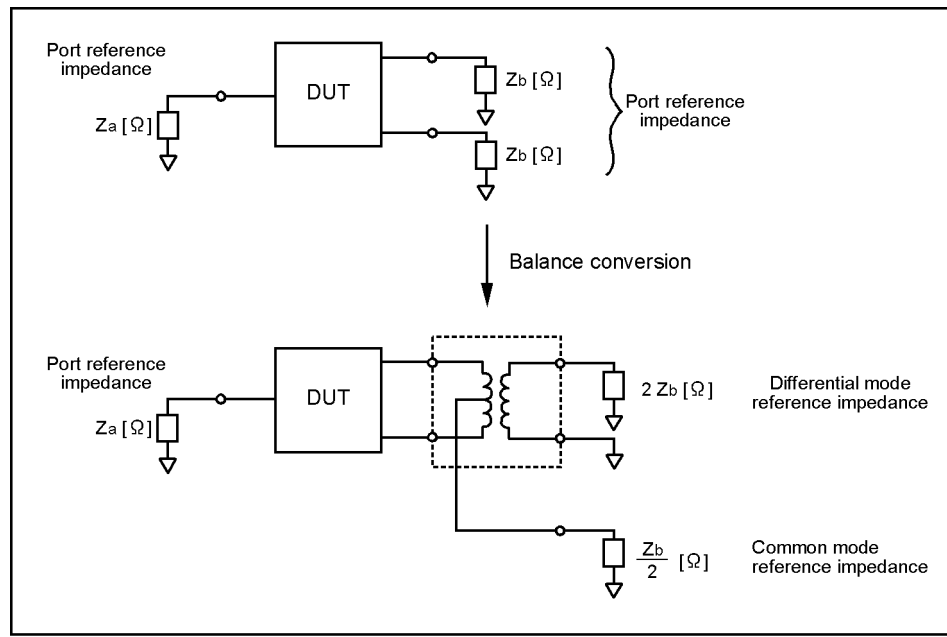 Port reference
impedance
DUT
Za [Ω]
Zb [Ω]
Zb [Ω]
Port reference
impedance
Balance conversion
Port reference
impedance
DUT
Za [Ω]
2 Zb [Ω]
Differential mode
reference impedance
Zb
2
[Ω]
Common mode
reference impedance